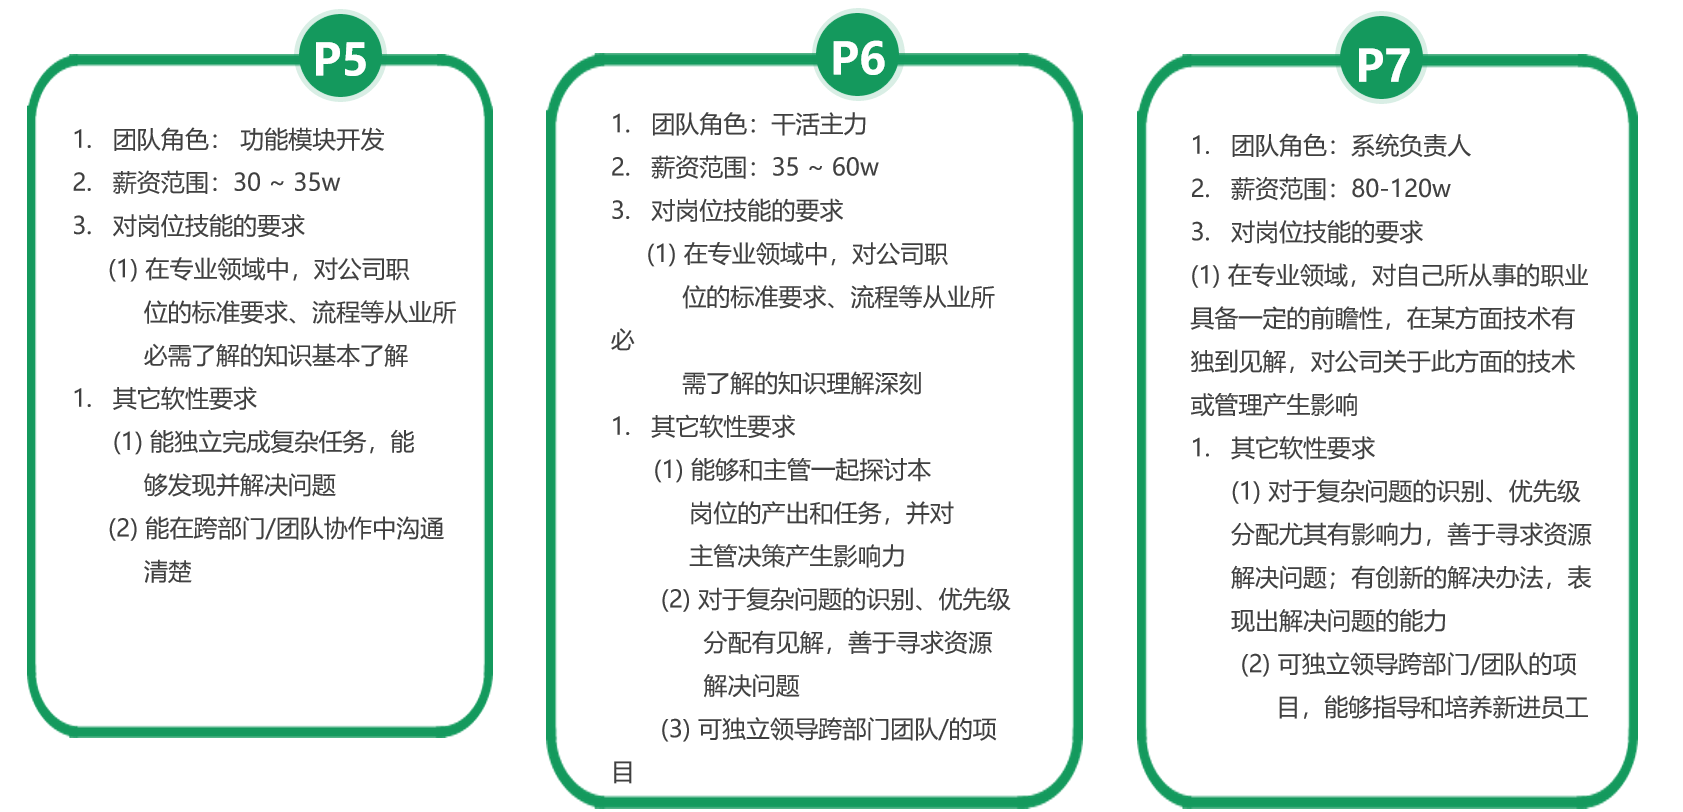 P5
1. 团队角色： 功能模块开发
2. 薪资范围：30 ~ 35w
3. 对岗位技能的要求
(1) 在专业领域中，对公司职
位的标准要求、流程等从业所
必需了解的知识基本了解
1. 其它软性要求
(1) 能独立完成复杂任务，能
够发现并解决问题
(2) 能在跨部门/团队协作中沟通
清楚
P6
1. 团队角色：干活主力
2. 薪资范围：35 ~ 60w
3. 对岗位技能的要求
(1) 在专业领域中，对公司职
位的标准要求、流程等从业所
必
需了解的知识理解深刻
1. 其它软性要求
(1) 能够和主管一起探讨本
岗位的产出和任务，并对
主管决策产生影响力
(2) 对于复杂问题的识别、优先级
分配有见解，善于寻求资源
解决问题
(3) 可独立领导跨部门团队/的项
目
P7
1. 团队角色：系统负责人
2. 薪资范围：80-120w
3. 对岗位技能的要求
(1) 在专业领域，对自己所从事的职业
具备一定的前瞻性，在某方面技术有
独到见解，对公司关于此方面的技术
或管理产生影响
1. 其它软性要求
(1) 对于复杂问题的识别、优先级
分配尤其有影响力，善于寻求资源
解决问题；有创新的解决办法，表
现出解决问题的能力
(2) 可独立领导跨部门/团队的项
目，能够指导和培养新进员工